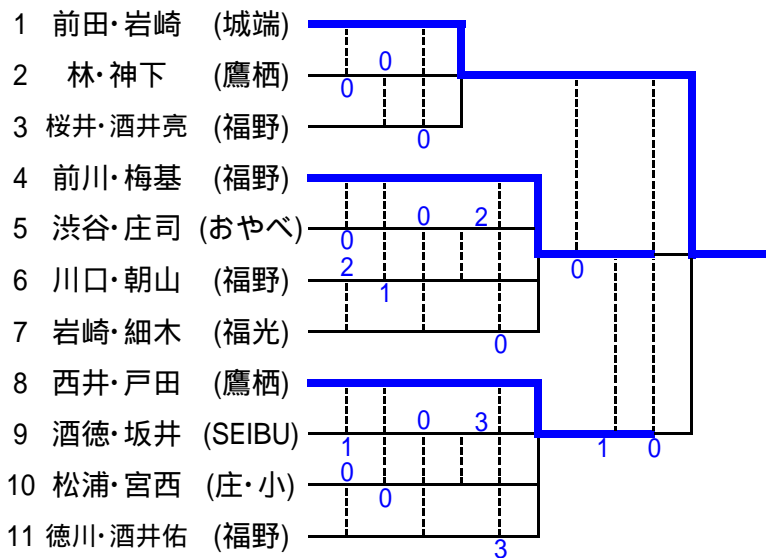 1 前田・岩崎 (城端)
0
2 林・神下 (鷹栖)
0
3 桜井・酒井亮 (福野)
0
4 前川・梅基 (福野)
0 2
5 渋谷・庄司 (おやべ)
0
2
0
6 川口・朝山 (福野)
1
7 岩崎・細木 (福光)
0
8 西井・戸田 (鷹栖)
0 3
9 酒徳・坂井 (SEIBU)
1
1 0
0
10 松浦・宮西 (庄・小)
0
11 徳川・酒井佑 (福野)
3